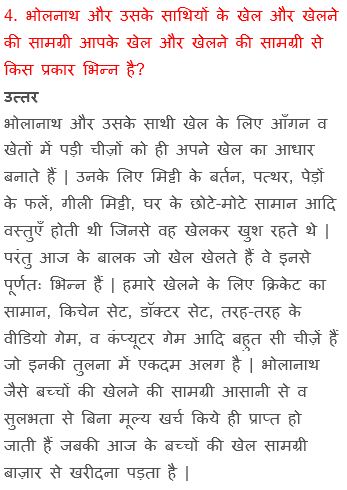 4. भोलनाथ और उसके साथियों के खेल और खेलने
की सामग्री आपके खेल और खेलने की सामग्री से
किस प्रकार भिन्न है?
उत्तर
भोलानाथ और उसके साथी खेल के लिए आँगन व
खेतों में पड़ी चीज़ों को ही अपने खेल का आधार
बनाते हैं | उनके लिए मिट्टी के बर्तन, पत्थर, पेड़ों
के फलें, गीली मिट्टी, घर के छोटे-मोटे सामान आदि
वस्तुएँ होती थी जिनसे वह खेलकर खुश रहते थे |
परंतु आज के बालक जो खेल खेलते हैं वे इनसे
पूर्णतः भिन्न हैं | हमारे खेलने के लिए क्रिकेट का
सामान, किचेन सेट, डॉक्टर सेट, तरह-तरह के
वीडियो गेम, व कंप्यूटर गेम आदि बहुत सी चीज़ें हैं
जो इनकी तुलना में एकदम अलग है | भोलानाथ
जैसे बच्चों की खेलने की सामग्री आसानी से व
सुलभता से बिना मूल्य खर्च किये ही प्राप्त हो
जाती हैं जबकी आज के बच्चों की खेल सामग्री
बाज़ार से खरीदना पड़ता है |